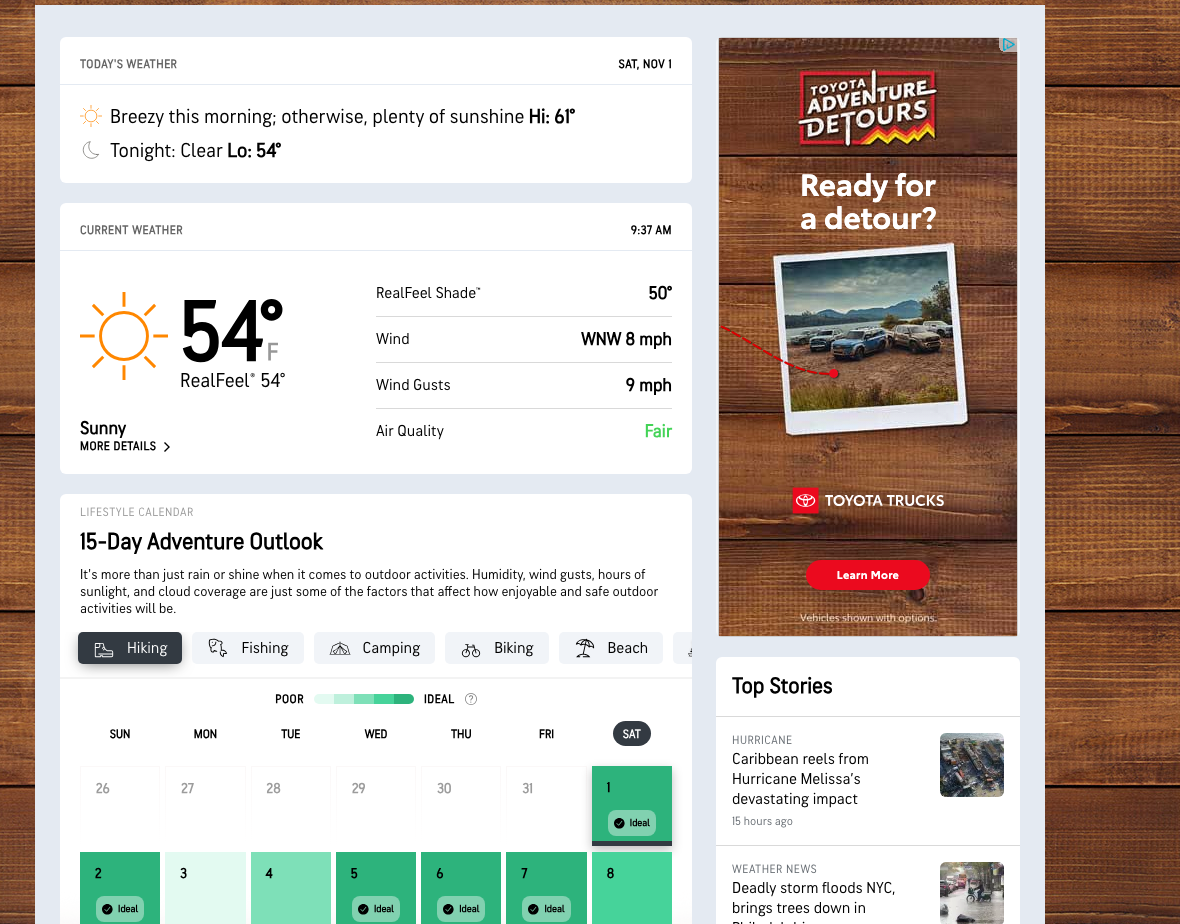 TODAY'S WEATHER
SAT, NOV 1
Breezy this morning; otherwise, plenty of sunshine Hi: 61°
Tonight: Clear Lo: 54°
CURRENT WEATHER
9:37 AM
54°F
RealFeel® 54°
Sunny
MORE DETAILS
RealFeel Shade™ 50°
Wind WNW 8 mph
Wind Gusts 9 mph
Air Quality Fair
LIFESTYLE CALENDAR
15-Day Adventure Outlook
It's more than just rain or shine when it comes to outdoor activities. Humidity, wind gusts, hours of
sunlight, and cloud coverage are just some of the factors that affect how enjoyable and safe outdoor
activities will be.
Hiking Fishing Camping Biking Beach
POOR IDEAL ?
SUN MON TUE WED THU FRI SAT
26 27 28 29 30 31 1
Ideal
2 3 4 5 6 7 8
Ideal Ideal Ideal Ideal
TOYOTA
ADVENTURE
DETOURS
Ready for
a detour?
TOYOTA TRUCKS
Learn More
Vehicles shown with options.
Top Stories
HURRICANE
Caribbean reels from
Hurricane Melissa's
devastating impact
15 hours ago
WEATHER NEWS
Deadly storm floods NYC,
brings trees down in